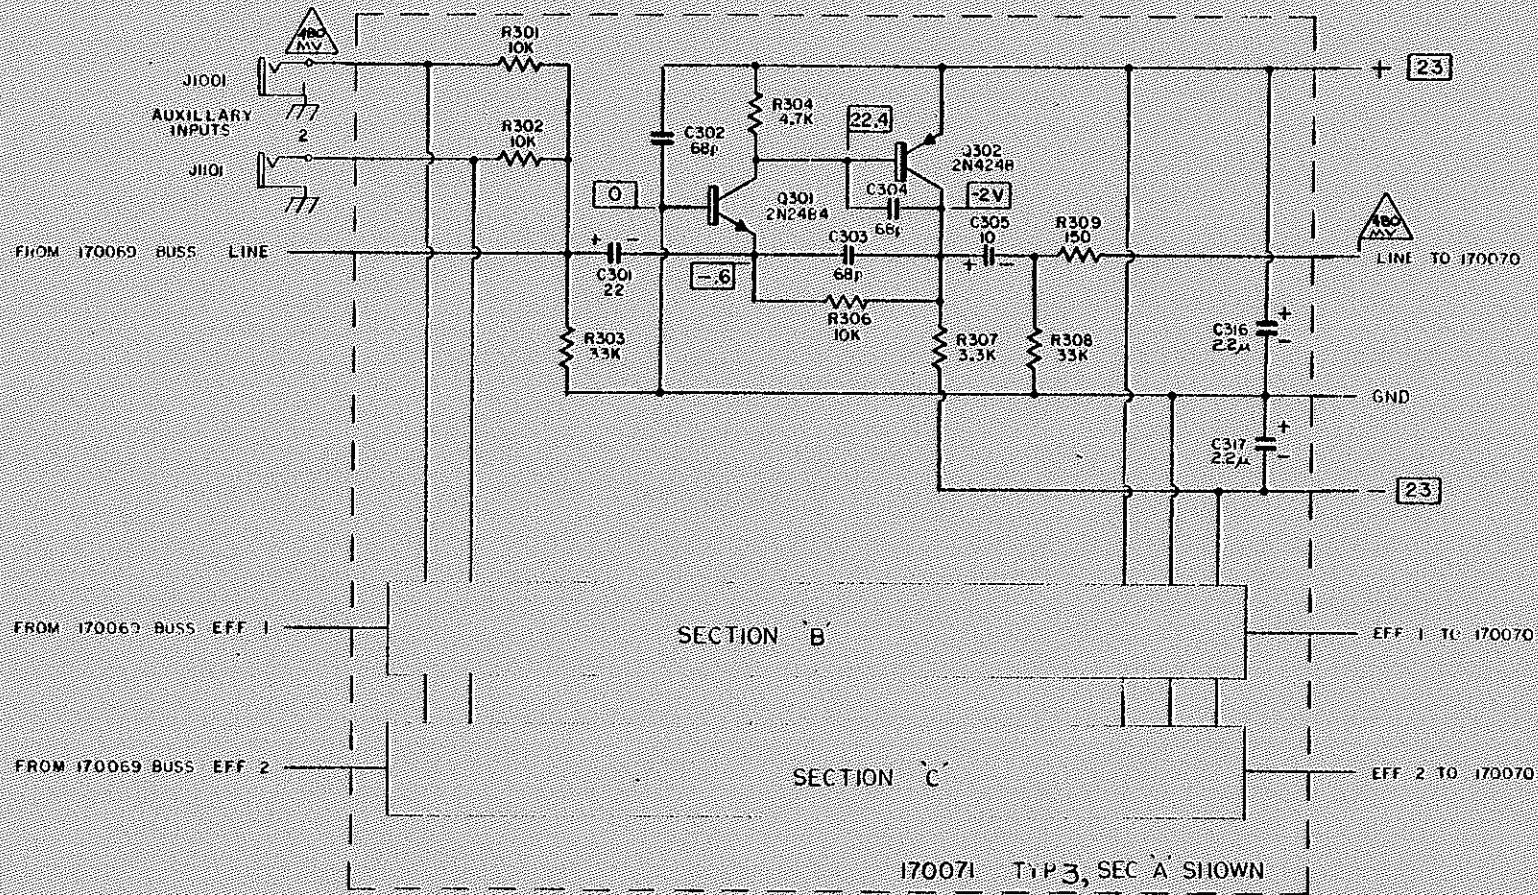 480
MV
R301
10K
J1001
+ 23
AUXILLARY
INPUTS
2
R302
10K
C302
68p
R304
4.7K
22.4
Q302
2N4248
J1101
0
Q301
2N2484
C304
68p
-2V
480
MV
FROM 170069 BUSS LINE
+ -
C301
22
-.6
C303
68p
C305
10
+ -
R309
150
LINE TO 170070
R303
33K
R306
10K
R307
3.3K
R308
33K
C316
2.2μ
+
-
GND
C317
2.2μ
+
-
- 23
FROM 170069 BUSS EFF 1
SECTION 'B'
EFF 1 TO 170070
FROM 170069 BUSS EFF 2
SECTION 'C'
EFF 2 TO 170070
170071 TYP 3, SEC 'A' SHOWN